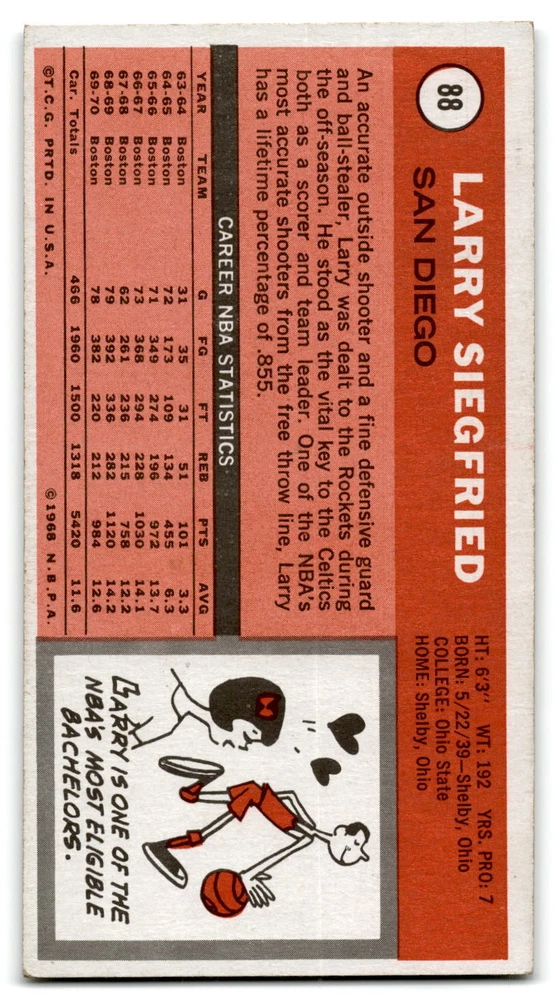 88
LARRY SIEGFRIED
SAN DIEGO
HT: 6'3" WT: 192 YRS. PRO: 7
BORN: 5/22/39—Shelby, Ohio
COLLEGE: Ohio State
HOME: Shelby, Ohio
An accurate outside shooter and a fine defensive guard
and ball-stealer, Larry was dealt to the Rockets during
the off-season. He stood as the vital key to the Celtics
both as a scorer and team leader. One of the NBA's
most accurate shooters from the free throw line, Larry
has a lifetime percentage of .855.
CAREER NBA STATISTICS
YEAR TEAM G FG FT REB PTS AVG
63-64 Boston 31 35 31 51 101 3.3
64-65 Boston 72 173 109 134 455 6.3
65-66 Boston 71 349 274 196 972 13.7
66-67 Boston 73 368 294 228 1030 14.1
67-68 Boston 62 261 236 215 758 12.2
68-69 Boston 79 392 336 282 1120 14.2
69-70 Boston 78 382 220 212 984 12.6
Car. Totals 466 1960 1500 1318 5420 11.6
©T.C.G. PRTD. IN U.S.A. ©1968 N.B.P.A.
LARRY IS ONE OF THE
NBA'S MOST ELIGIBLE
BACHELORS.